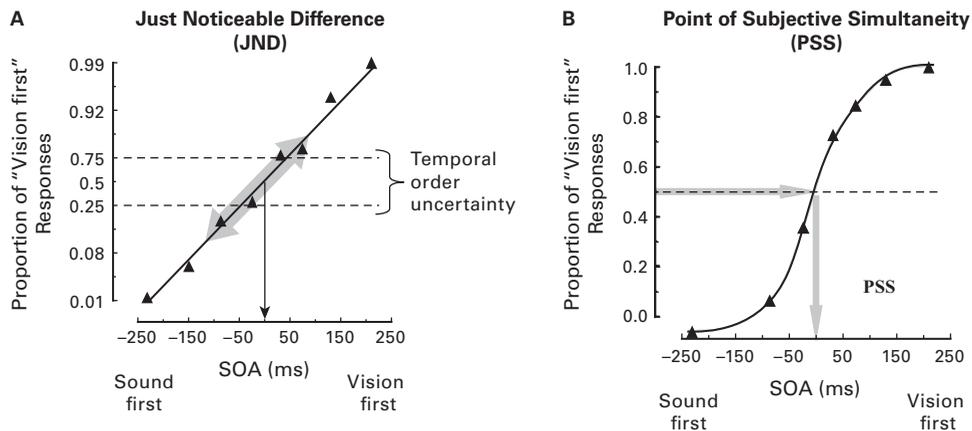 A
Just Noticeable Difference
(JND)
Proportion of “Vision first”
Responses
0.99
0.92
0.75
0.5
0.25
0.08
0.01
Temporal
order
uncertainty
−250 −150 −50 50 150 250
SOA (ms)
Sound
first
Vision
first
B
Point of Subjective Simultaneity
(PSS)
Proportion of “Vision first”
Responses
1.0
0.8
0.6
0.4
0.2
0.0
PSS
−250 −150 −50 50 150 250
SOA (ms)
Sound
first
Vision
first